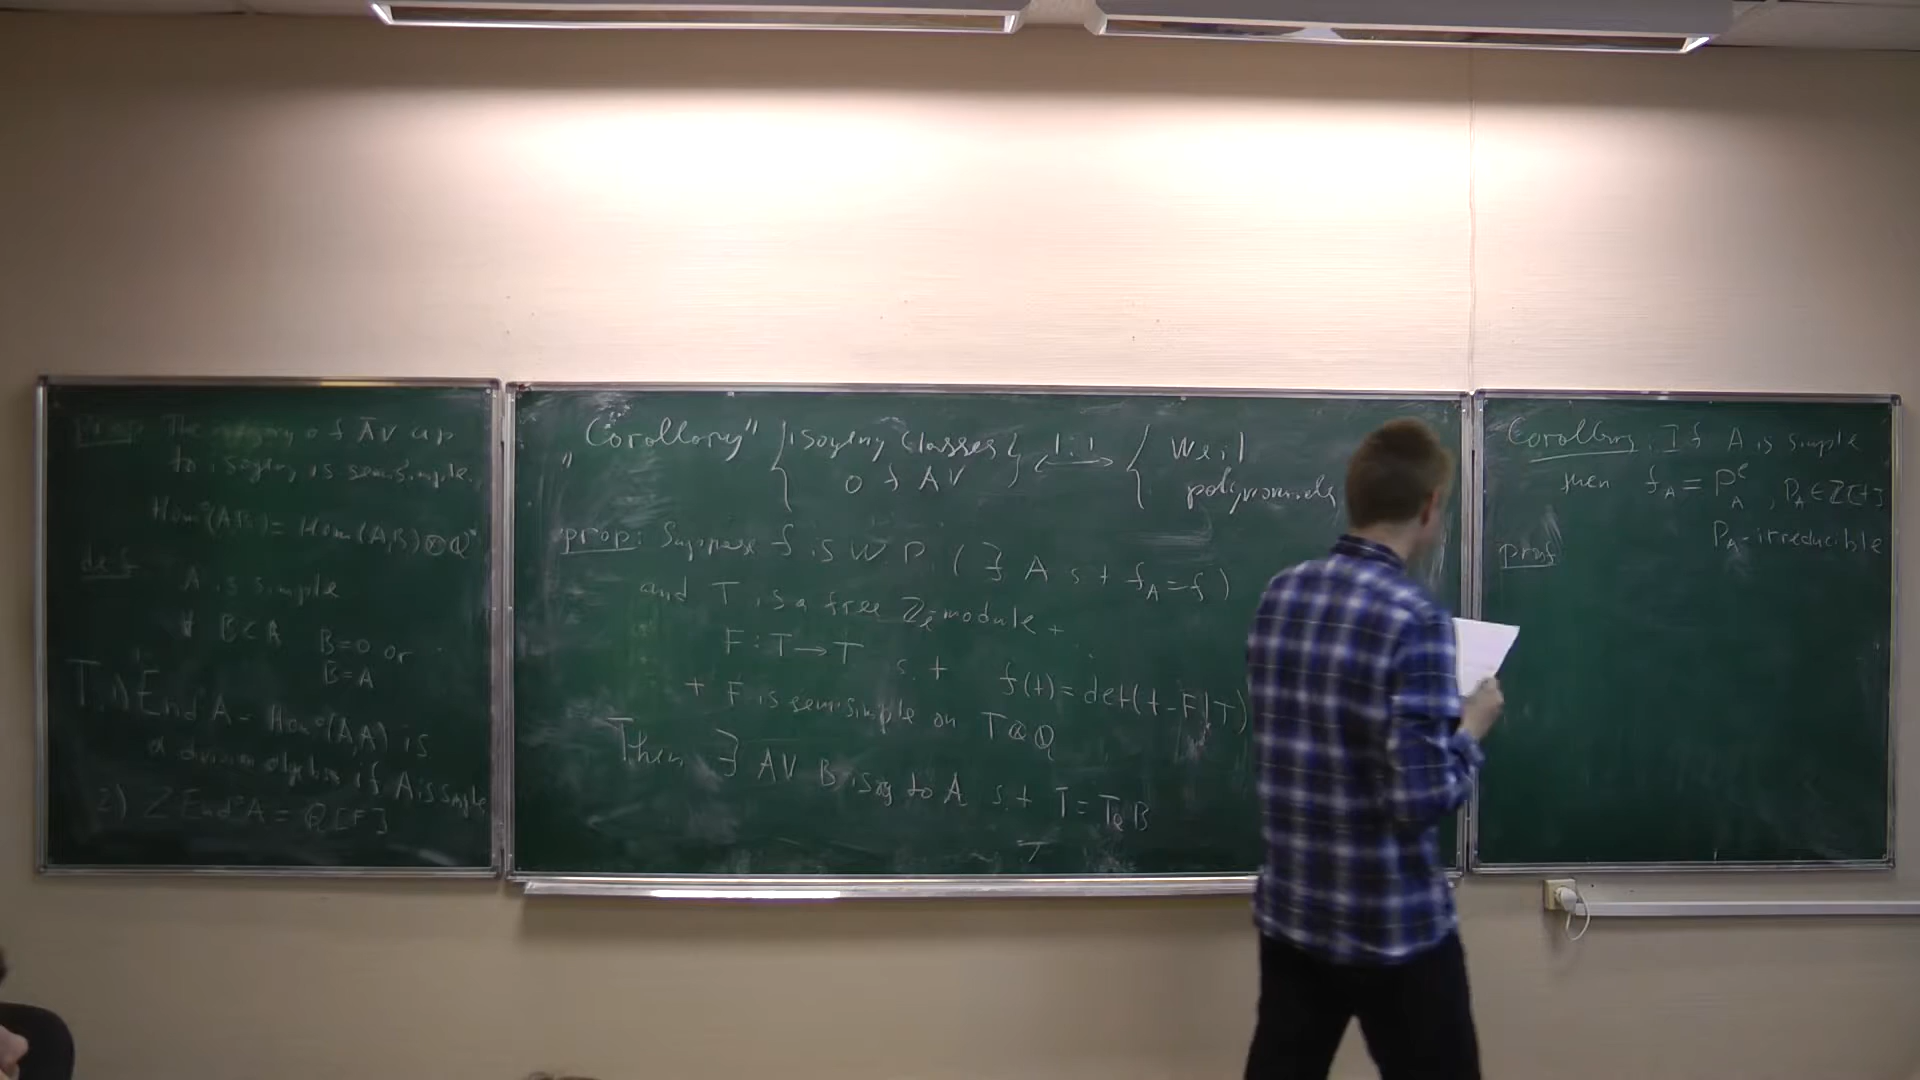 prop. The category of AV up
to isogeny is semisimple.
Hom°(A,B) = Hom(A,B)⊗Q
def
A is simple
∀ B⊂A B=0 or
B=A
T. 1) End°A = Hom°(A,A) is
a division algebra if A is simple
2) Z End°A = Q[F]
„Corollary" { isogeny classes of AV } ⟷ 1:1 { Weil polynomials
prop: Suppose f is W.P. (∃ A s.t f_A = f)
and T is a free Z_ℓ-module +
F : T → T s.t f(t) = det(t-F|T)
+ F is semisimple on T⊗Q
Then ∃ AV B isog to A s.t T = T_ℓ B
T
Corollary. If A is simple
then f_A = P_A^e, P_A ∈ Z[t]
P_A - irreducible
proof